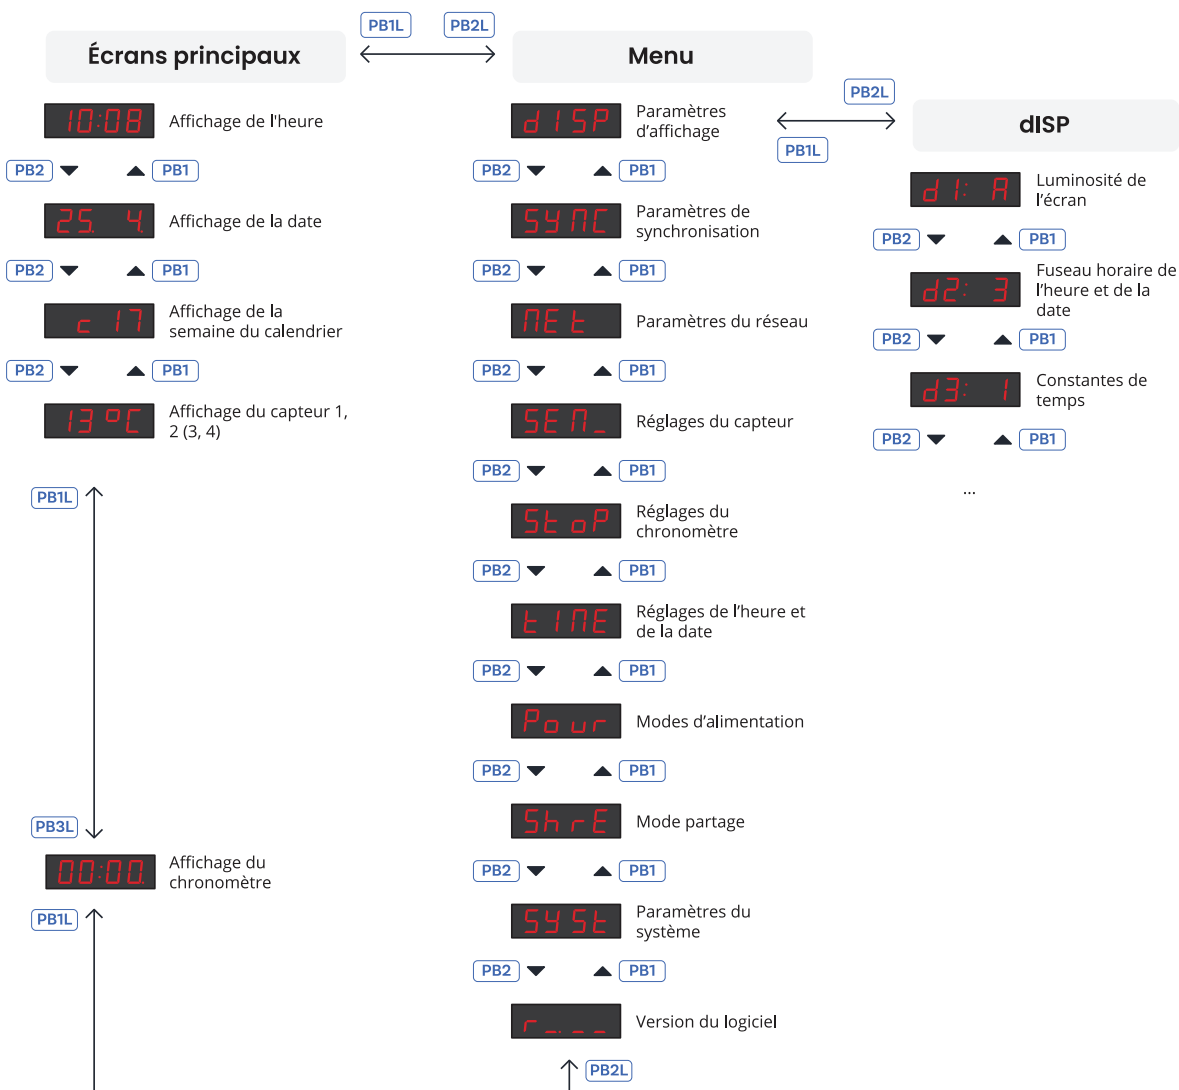 PB1L
PB2L
Écrans principaux
Menu
10:08
Affichage de l'heure
PB2
PB1
25. 4.
Affichage de la date
PB2
PB1
c 17
Affichage de la
semaine du calendrier
PB2
PB1
13 °C
Affichage du capteur 1,
2 (3, 4)
PB1L
PB3L
00:00.
Affichage du
chronomètre
PB1L
dISP
Paramètres
d’affichage
PB2
PB1
SYNC
Paramètres de
synchronisation
PB2
PB1
NEt
Paramètres du réseau
PB2
PB1
SEN_
Réglages du capteur
PB2
PB1
StoP
Réglages du
chronomètre
PB2
PB1
tINE
Réglages de l’heure et
de la date
PB2
PB1
Pour
Modes d’alimentation
PB2
PB1
ShrE
Mode partage
PB2
PB1
SYSt
Paramètres du
système
PB2
PB1
r _._ _
Version du logiciel
PB2L
PB2L
PB1L
dISP
d1: A
Luminosité de
l’écran
PB2
PB1
d2: 3
Fuseau horaire de
l’heure et de la
date
PB2
PB1
d3: 1
Constantes de
temps
PB2
PB1
...